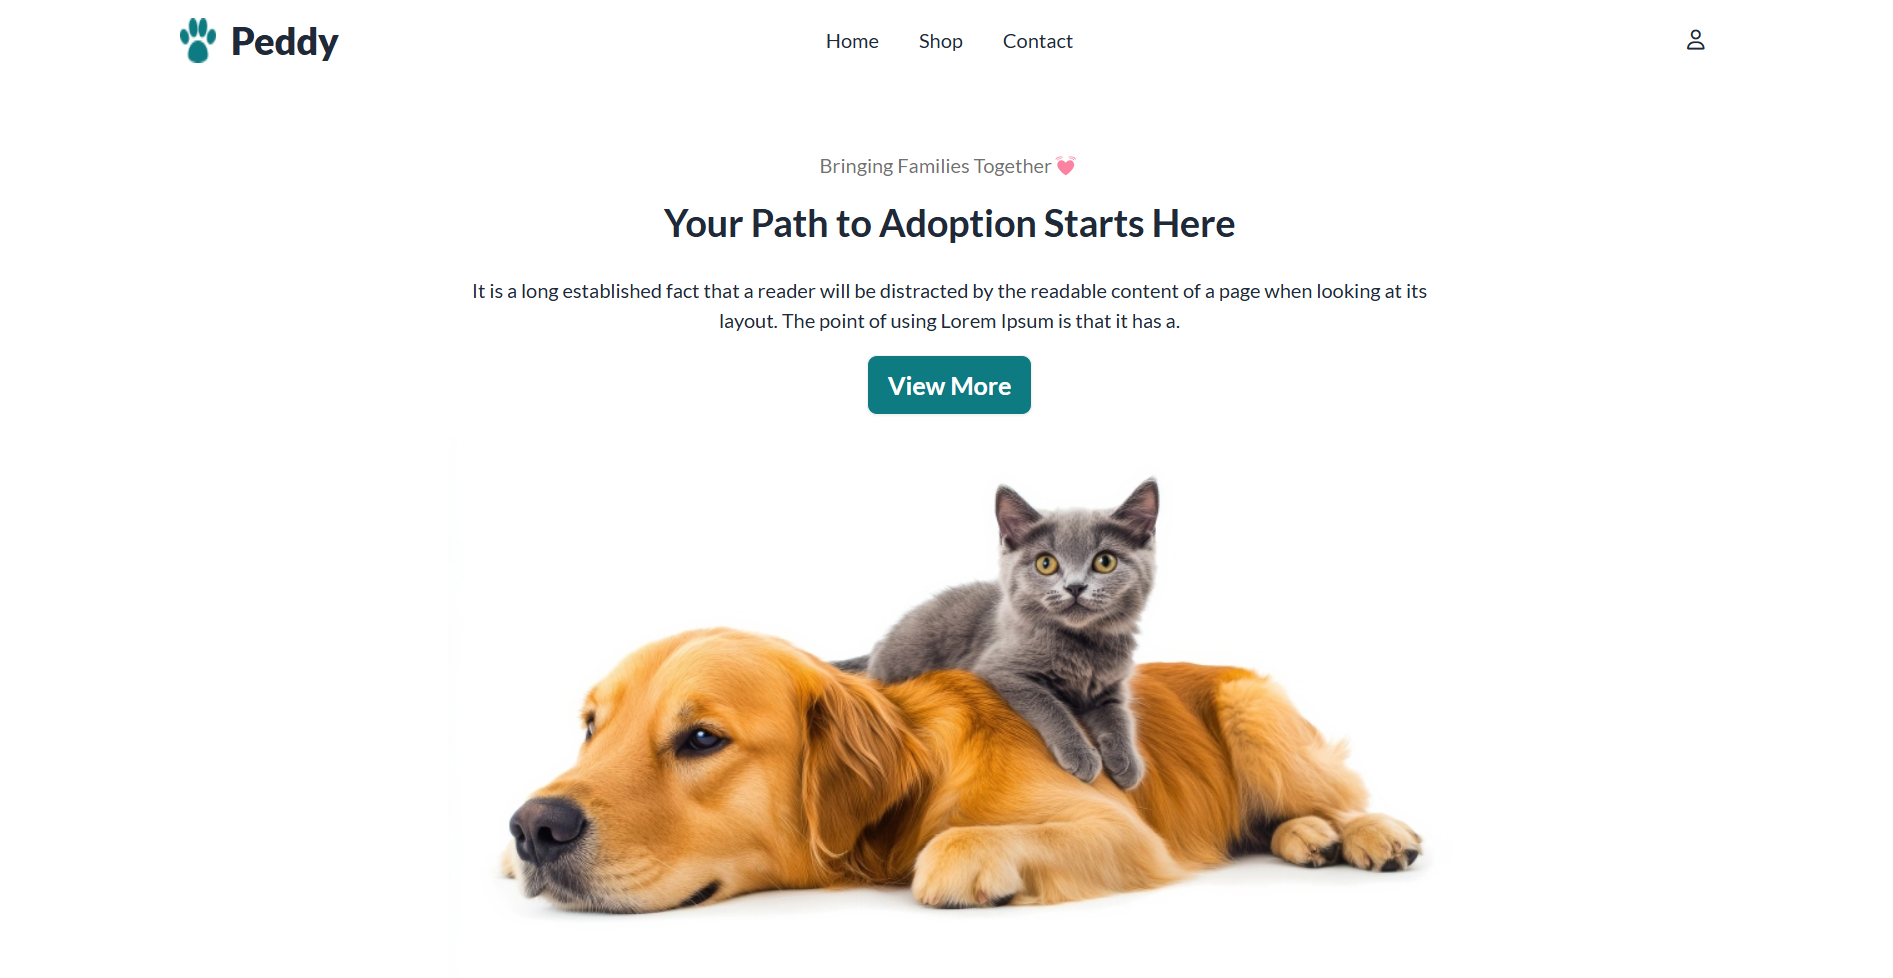 Peddy
Home Shop Contact
Bringing Families Together 💓
Your Path to Adoption Starts Here
It is a long established fact that a reader will be distracted by the readable content of a page when looking at its
layout. The point of using Lorem Ipsum is that it has a.
View More